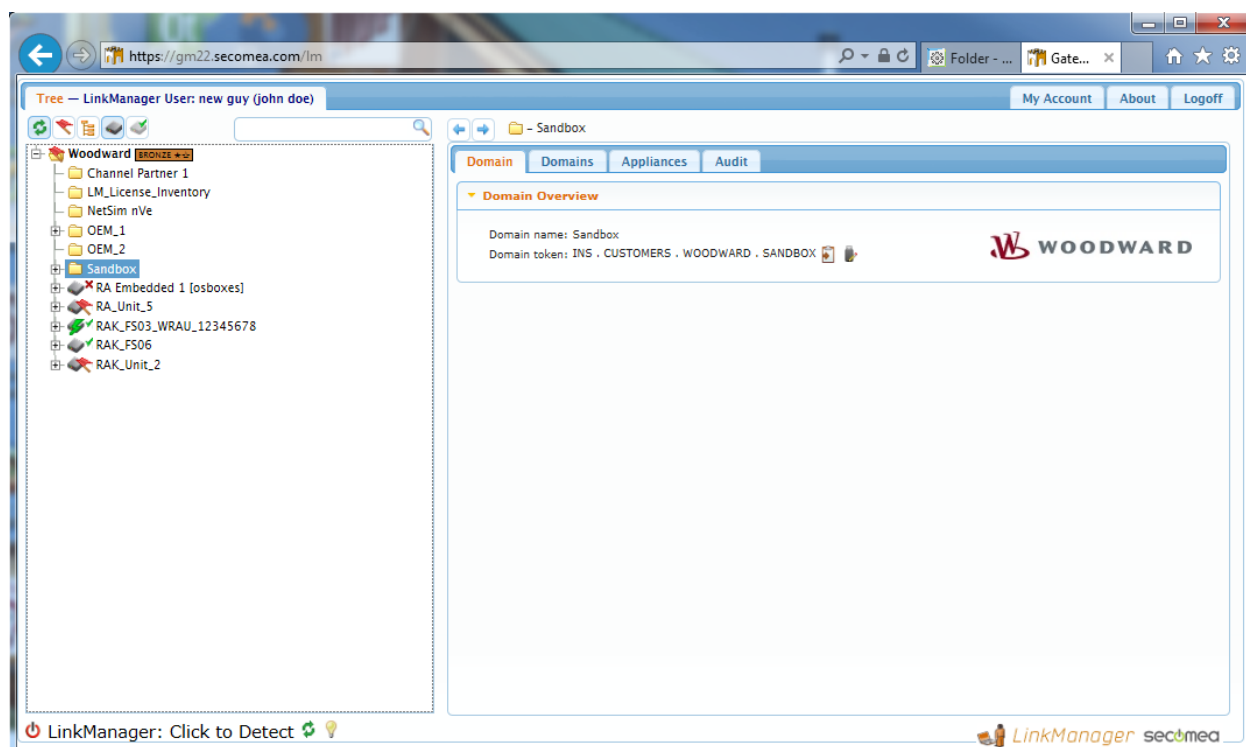 https://gm22.secomea.com/lm
Folder - ...
Gate...
Tree — LinkManager User: new guy (john doe)
My Account
About
Logoff
– Sandbox
Woodward BRONZE
Channel Partner 1
LM_License_Inventory
NetSim nVe
OEM_1
OEM_2
Sandbox
RA Embedded 1 [osboxes]
RA_Unit_5
RAK_FS03_WRAU_12345678
RAK_FS06
RAK_Unit_2
Domain
Domains
Appliances
Audit
Domain Overview
Domain name: Sandbox
Domain token: INS . CUSTOMERS . WOODWARD . SANDBOX
WOODWARD
LinkManager: Click to Detect
LinkManager secomea